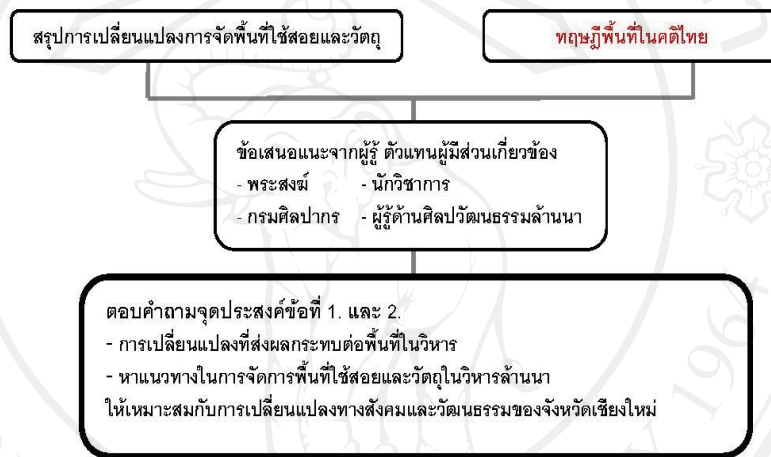 สรุปการเปลี่ยนแปลงการจัดพื้นที่ใช้สอยและวัตถุ
ทฤษฎีพื้นที่ในคติไทย
ข้อเสนอแนะจากผู้รู้ ตัวแทนผู้มีส่วนเกี่ยวข้อง
- พระสงฆ์ - นักวิชาการ
- กรมศิลปากร - ผู้รู้ด้านศิลปวัฒนธรรมล้านนา
ตอบคำถามจุดประสงค์ข้อที่ 1. และ 2.
- การเปลี่ยนแปลงที่ส่งผลกระทบต่อพื้นที่ในวิหาร
- หาแนวทางในการจัดการพื้นที่ใช้สอยและวัตถุในวิหารล้านนา
ให้เหมาะสมกับการเปลี่ยนแปลงทางสังคมและวัฒนธรรมของจังหวัดเชียงใหม่
1964